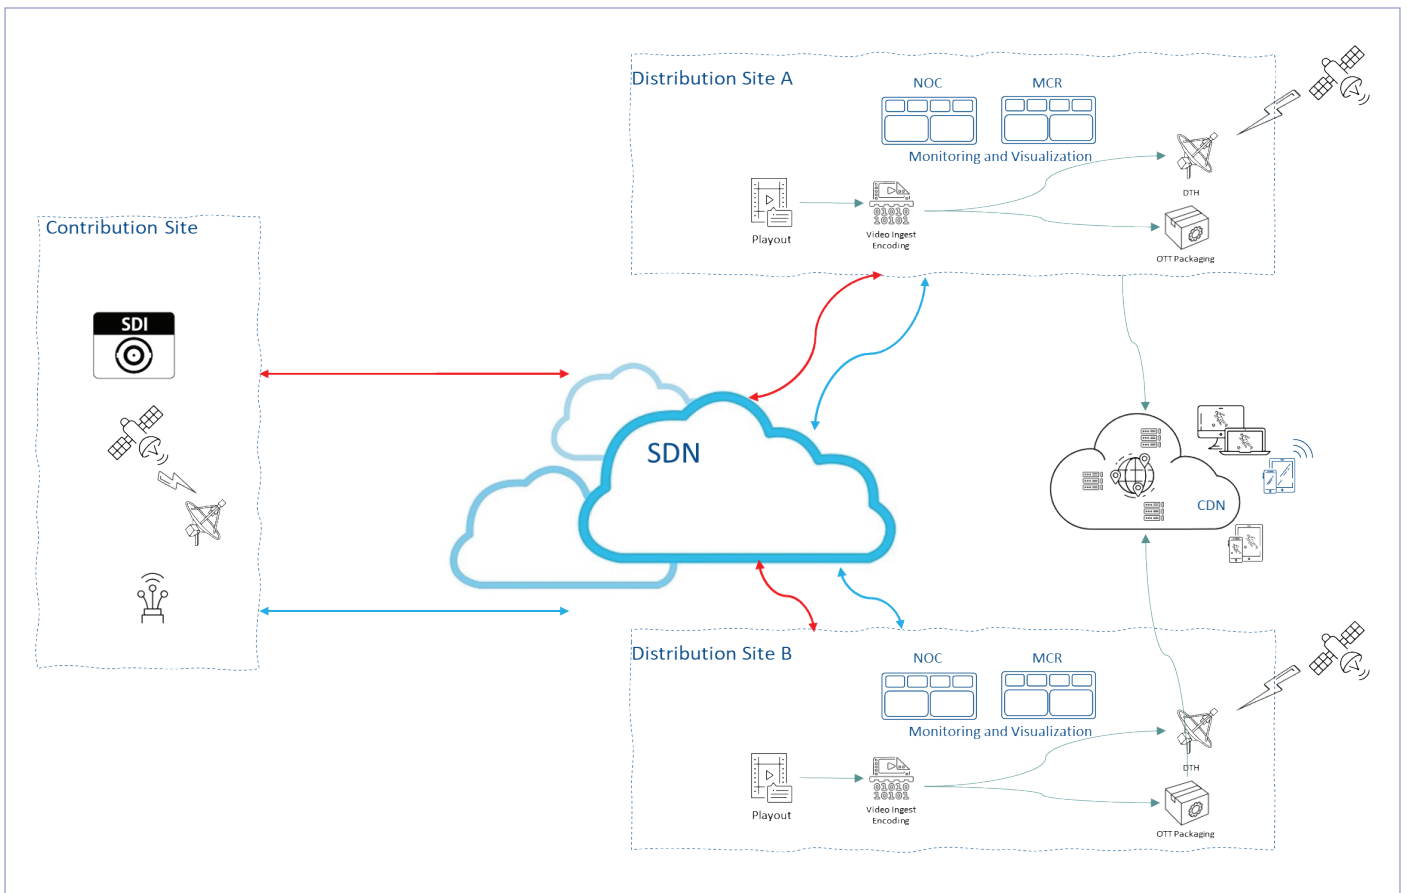 Distribution Site A
NOC
MCR
Monitoring and Visualization
DTH
Playout
01010
10101
Video Ingest
Encoding
OTT Packaging
Contribution Site
SDI
SDN
CDN
Distribution Site B
NOC
MCR
Monitoring and Visualization
DTH
Playout
01010
10101
Video Ingest
Encoding
OTT Packaging